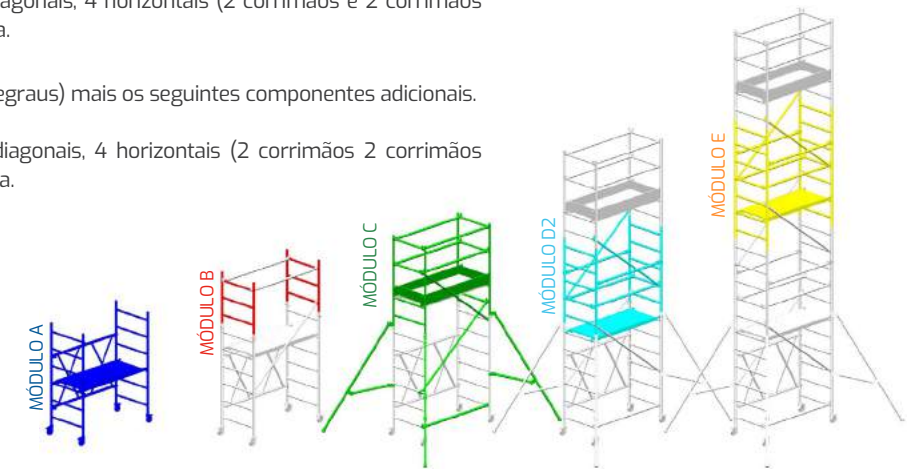 agonais, 4 horizontais (2 corrimãos e 2 corrimãos
a.
egraus) mais os seguintes componentes adicionais.
diagonais, 4 horizontais (2 corrimãos 2 corrimãos
a.
MÓDULO A
MÓDULO B
MÓDULO C
MÓDULO D2
MÓDULO E